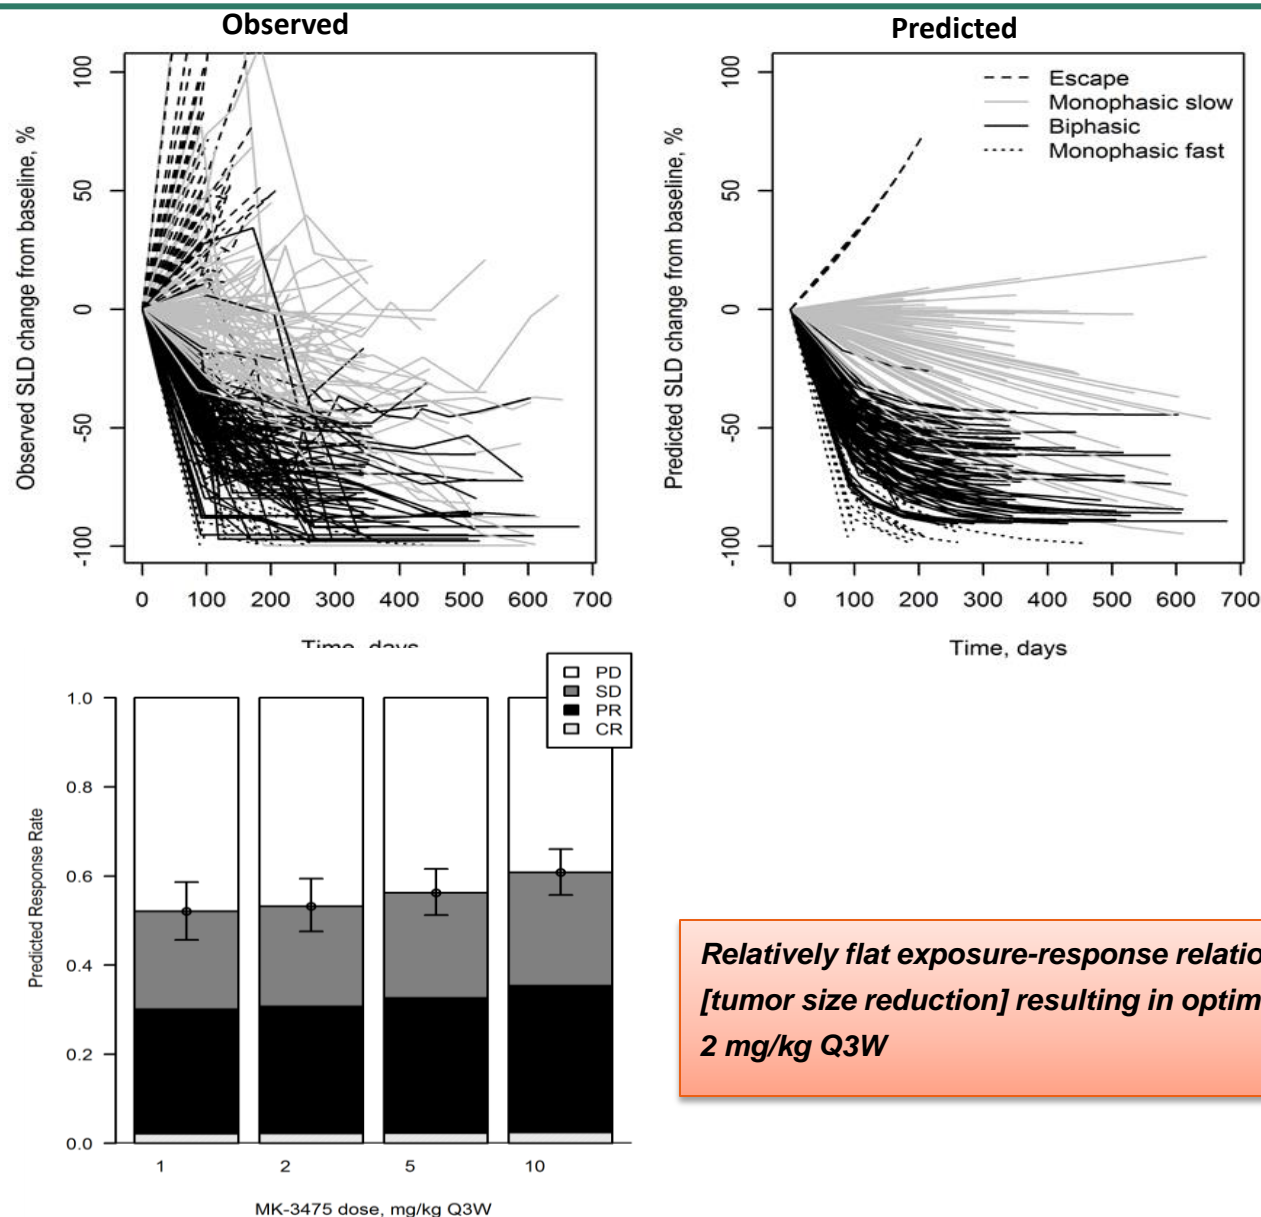 Observed
Predicted
Observed SLD change from baseline, %
100
50
0
-50
-100
0 100 200 300 400 500 600 700
Time, days
Predicted SLD change from baseline, %
100
50
0
-50
-100
Escape
Monophasic slow
Biphasic
Monophasic fast
0 100 200 300 400 500 600 700
Time, days
Predicted Response Rate
1.0
0.8
0.6
0.4
0.2
0.0
PD
SD
PR
CR
1 2 5 10
MK-3475 dose, mg/kg Q3W
Relatively flat exposure-response relatio
[tumor size reduction] resulting in optim
2 mg/kg Q3W